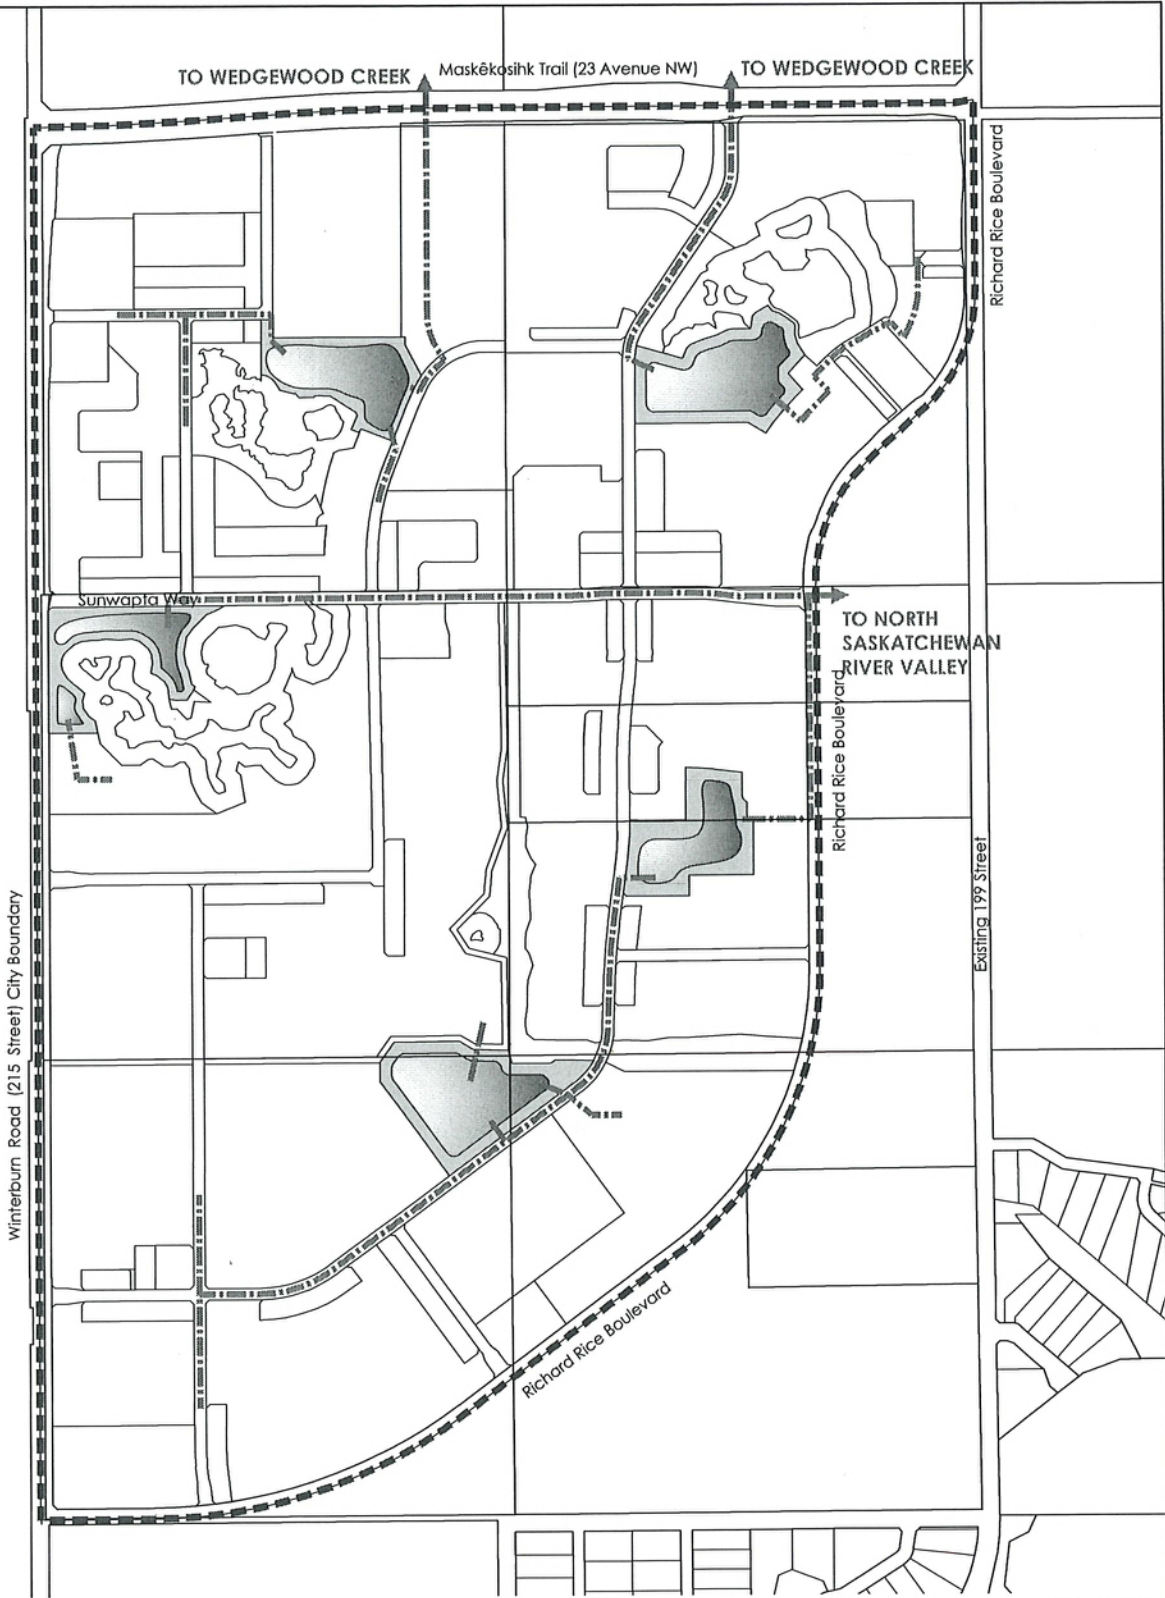 TO WEDGEWOOD CREEK
Maskêkosihk Trail (23 Avenue NW)
TO WEDGEWOOD CREEK
Richard Rice Boulevard
Sunwapta Way
TO NORTH
SASKATCHEWAN
RIVER VALLEY
Richard Rice Boulevard
Existing 199 Street
Winterburn Road (215 Street) City Boundary
Richard Rice Boulevard